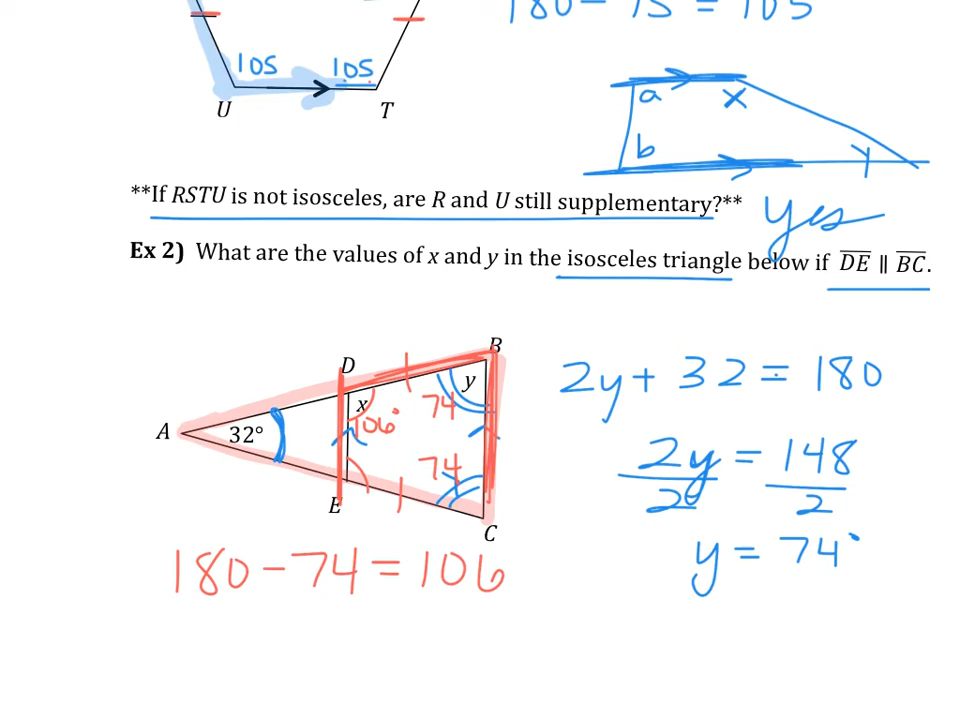 180 - 75 = 105
105 105
U T
a x
b y
**If RSTU is not isosceles, are R and U still supplementary?**
yes
Ex 2) What are the values of x and y in the isosceles triangle below if DE ∥ BC.
B
D
y
x 74
A 32° 106°
74
E
C
2y + 32 = 180
2y = 148
2 2
y = 74°
180 - 74 = 106